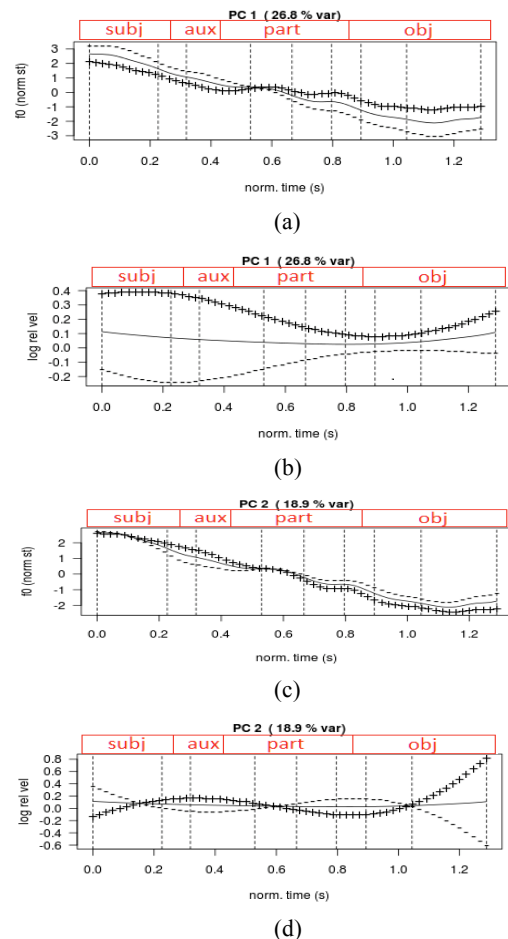 PC 1 ( 26.8 % var)
subj aux part obj
f0 (norm st)
3
2
1
0
-1
-2
-3
0.0 0.2 0.4 0.6 0.8 1.0 1.2
norm. time (s)
(a)
PC 1 ( 26.8 % var)
subj aux part obj
log rel vel
0.4
0.3
0.2
0.1
0.0
-0.2
0.0 0.2 0.4 0.6 0.8 1.0 1.2
norm. time (s)
(b)
PC 2 ( 18.9 % var)
subj aux part obj
f0 (norm st)
2
1
0
-1
-2
0.0 0.2 0.4 0.6 0.8 1.0 1.2
norm. time (s)
(c)
PC 2 ( 18.9 % var)
subj aux part obj
log rel vel
0.8
0.6
0.4
0.2
0.0
-0.2
-0.4
-0.6
0.0 0.2 0.4 0.6 0.8 1.0 1.2
norm. time (s)
(d)